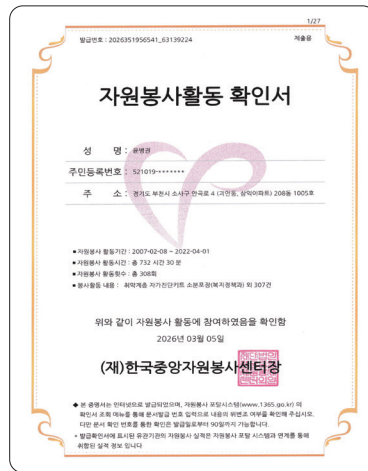 1/27
발급번호 : 2026351956541_63139224
제출용
자원봉사활동 확인서
성 명 : 윤병권
주민등록번호 : 521019-*******
주 소 : 경기도 부천시 소사구 안곡로 4 (괴안동, 삼익아파트) 208동 1005호
■ 자원봉사 활동기간 : 2007-02-08 ~ 2022-04-01
■ 자원봉사 활동시간 : 총 732 시간 30 분
■ 자원봉사 활동횟수 : 총 308회
■ 봉사활동 내용 : 취약계층 자가진단키트 소분포장(복지정책과) 외 307건
위와 같이 자원봉사 활동에 참여하였음을 확인함
2026년 03월 05일
(재)한국중앙자원봉사센터장
◆ 본 증명서는 인터넷으로 발급되었으며, 자원봉사 포탈시스템(www.1365.go.kr) 의
확인서 조회 메뉴를 통해 문서발급 번호 입력으로 내용의 위변조 여부를 확인해 주십시오.
다만 문서 확인 번호를 통한 확인은 발급일로부터 90일까지 가능합니다.
* 발급확인서에 표시된 유관기관의 자원봉사 실적은 자원봉사 포탈 시스템과 연계를 통해
취합된 실적 정보 입니다